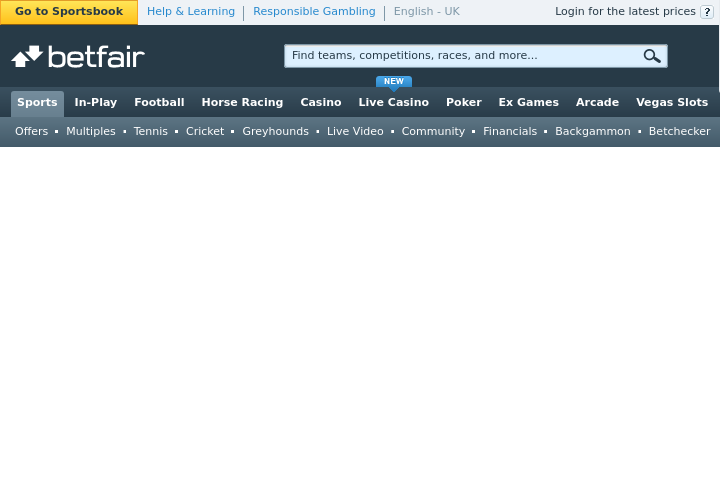 Go to Sportsbook Help & Learning Responsible Gambling English - UK Login for the latest prices ?
betfair Find teams, competitions, races, and more...
NEW
Sports In-Play Football Horse Racing Casino Live Casino Poker Ex Games Arcade Vegas Slots
Offers Multiples Tennis Cricket Greyhounds Live Video Community Financials Backgammon Betchecker